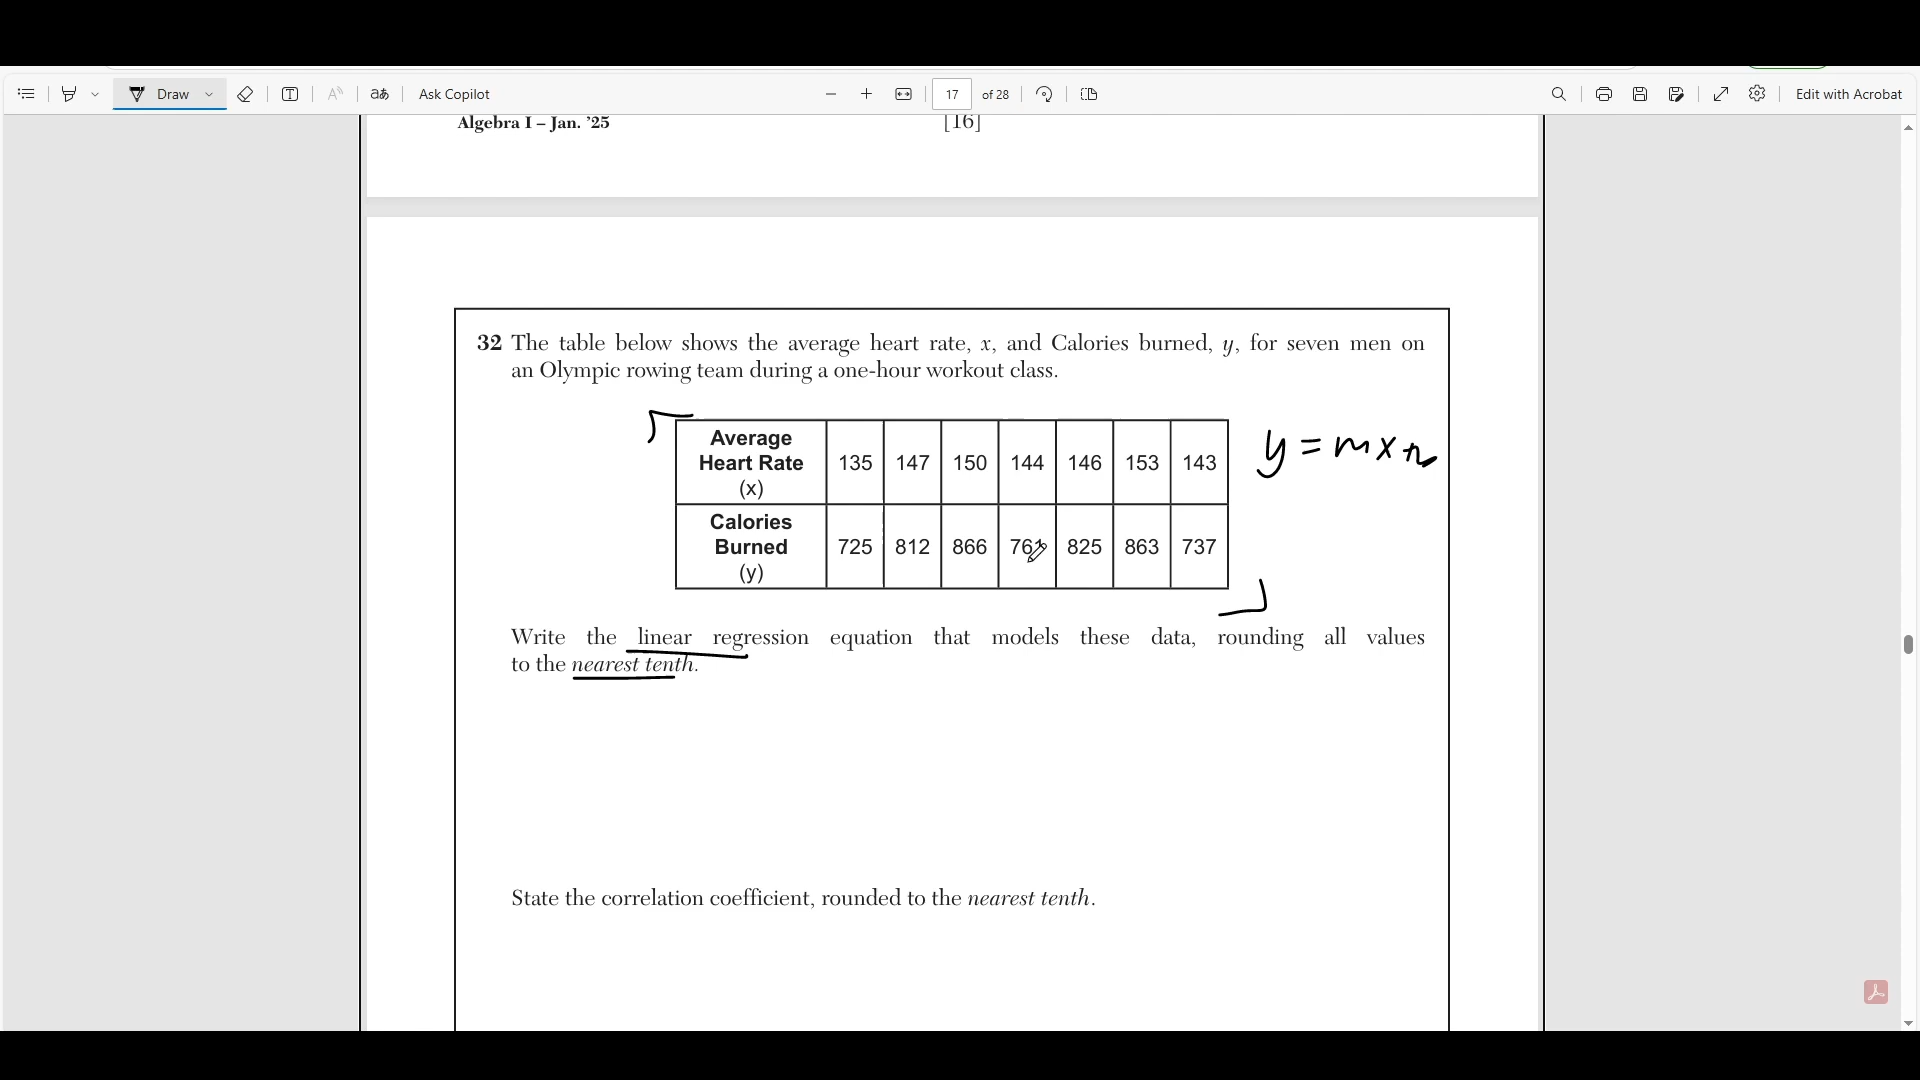 Draw
aあ
Ask Copilot
17 of 28
Edit with Acrobat
Algebra I – Jan. ’25 [16]
32 The table below shows the average heart rate, x, and Calories burned, y, for seven men on
an Olympic rowing team during a one-hour workout class.
Average Heart Rate (x) 135 147 150 144 146 153 143
Calories Burned (y) 725 812 866 761 825 863 737
y = mx+n
Write the linear regression equation that models these data, rounding all values
to the nearest tenth.
State the correlation coefficient, rounded to the nearest tenth.